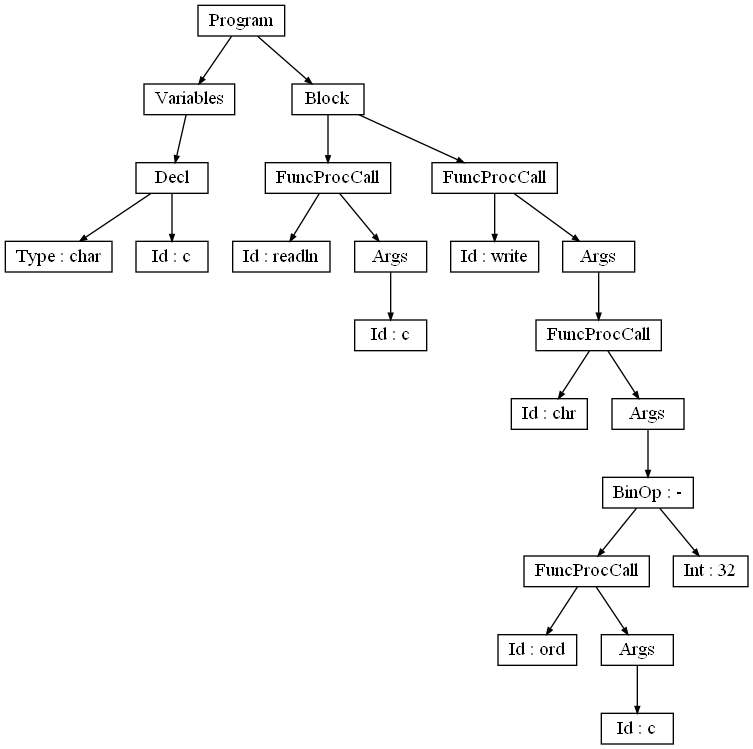 Program
Variables
Block
Decl
FuncProcCall
FuncProcCall
Type : char
Id : c
Id : readln
Args
Id : write
Args
Id : c
FuncProcCall
Id : chr
Args
BinOp : -
FuncProcCall
Int : 32
Id : ord
Args
Id : c